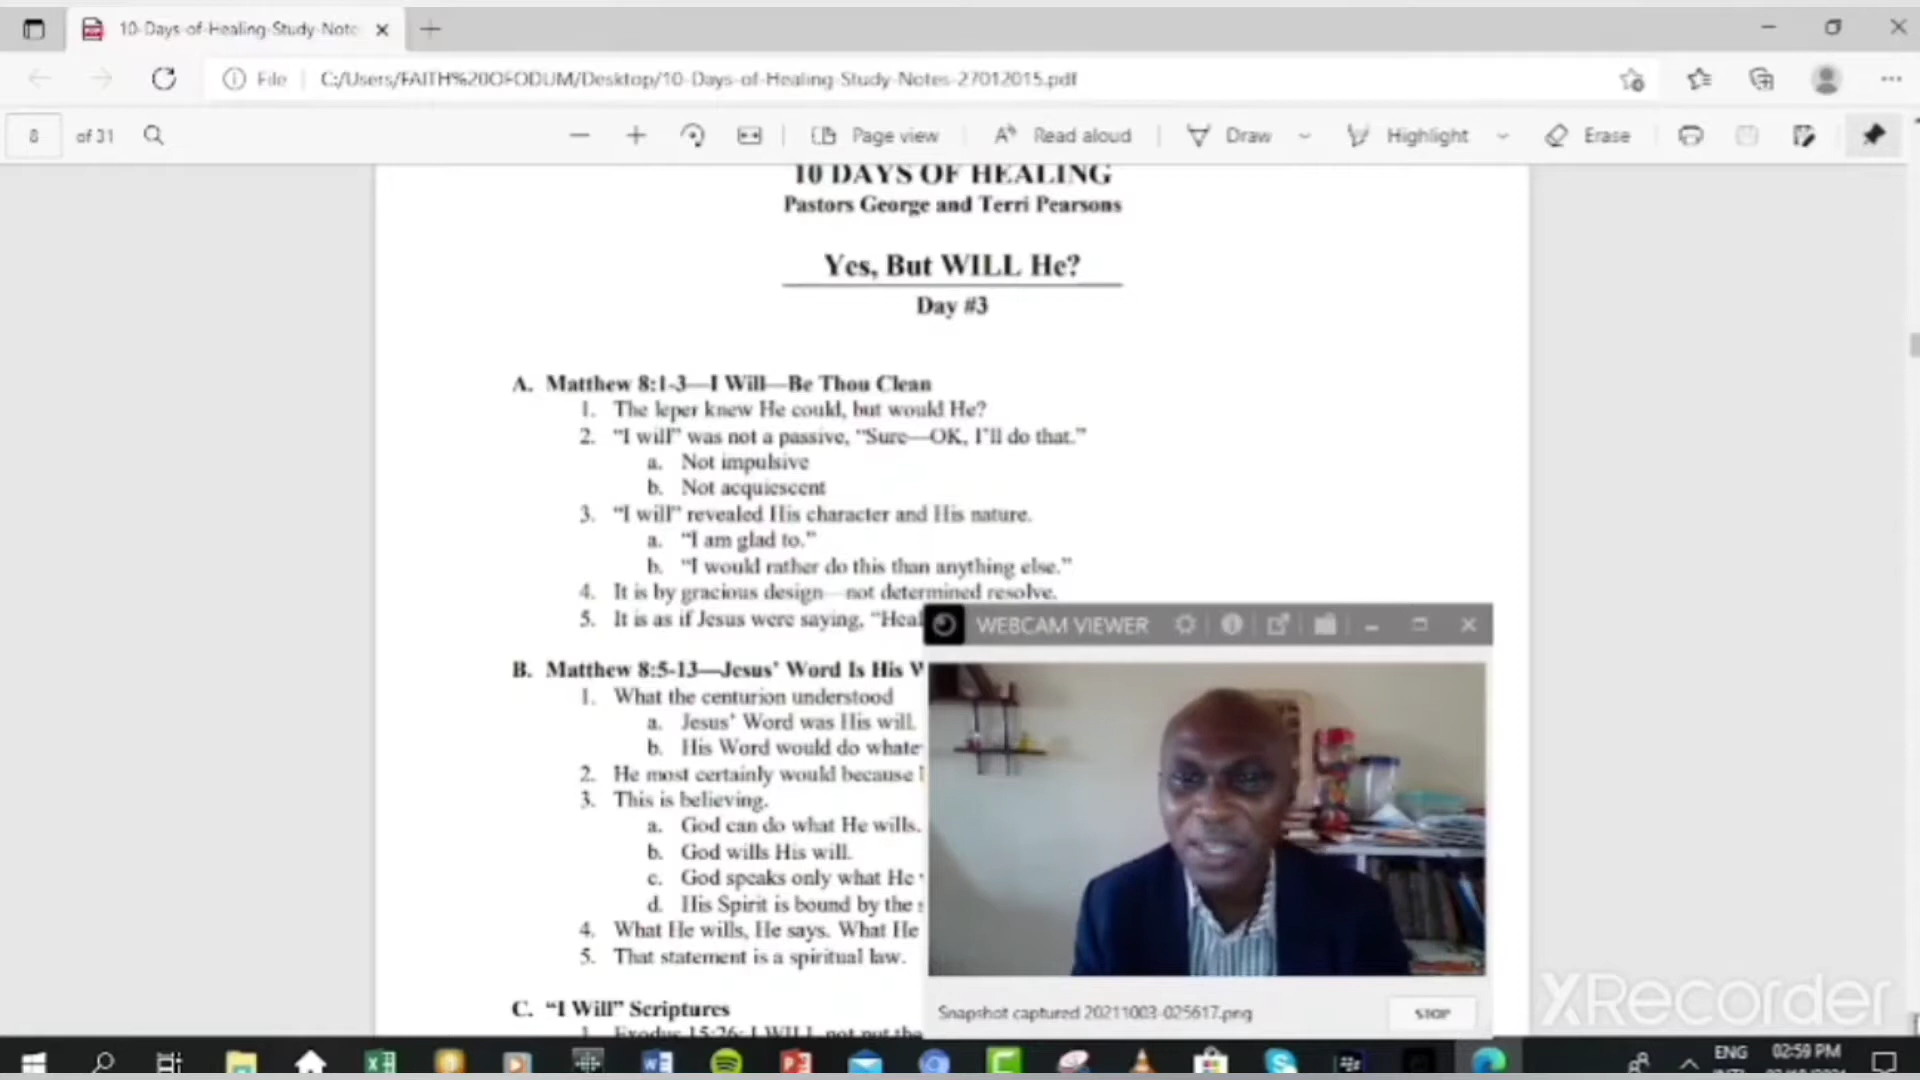 10-Days-of-Healing-Study-Note
File
C:/Users/FAITH%20OFODUM/Desktop/10-Days-of-Healing-Study-Notes-27012015.pdf
8 of 31
Page view
Read aloud
Draw
Highlight
Erase
10 DAYS OF HEALING
Pastors George and Terri Pearsons
Yes, But WILL He?
Day #3
A. Matthew 8:1-3—I Will—Be Thou Clean
1. The leper knew He could, but would He?
2. “I will” was not a passive, “Sure—OK, I’ll do that.”
a. Not impulsive
b. Not acquiescent
3. “I will” revealed His character and His nature.
a. “I am glad to.”
b. “I would rather do this than anything else.”
4. It is by gracious design—not determined resolve.
5. It is as if Jesus were saying, “Heal
B. Matthew 8:5-13—Jesus’ Word Is His W
1. What the centurion understood
a. Jesus’ Word was His will.
b. His Word would do whate
2. He most certainly would because
3. This is believing.
a. God can do what He wills.
b. God wills His will.
c. God speaks only what He
d. His Spirit is bound by the
4. What He wills, He says. What He
5. That statement is a spiritual law.
C. “I Will” Scriptures
1. Exodus 15:26: I WILL not put the
WEBCAM VIEWER
Snapshot captured 20211003-025617.png
STOP
XRecorder
ENG
02:59 PM